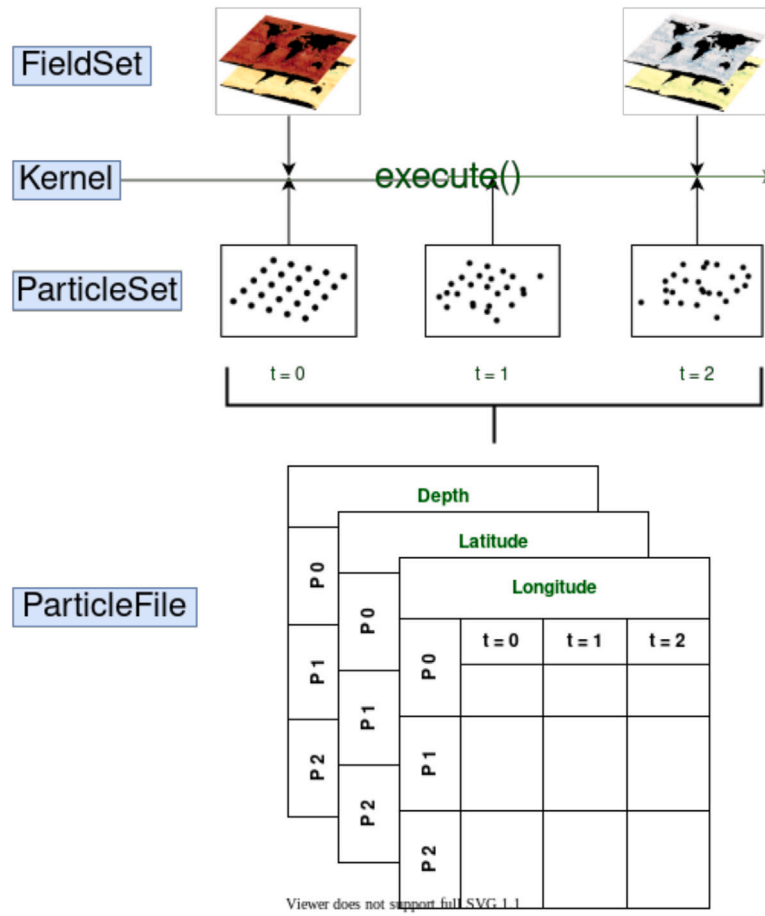 FieldSet
Kernel
execute()
ParticleSet
t = 0
t = 1
t = 2
ParticleFile
Depth
P 0
P 1
P 2
Latitude
P 0
P 1
P 2
Longitude
t = 0
t = 1
t = 2
P 0
P 1
P 2
Viewer does not support full SVG 1.1